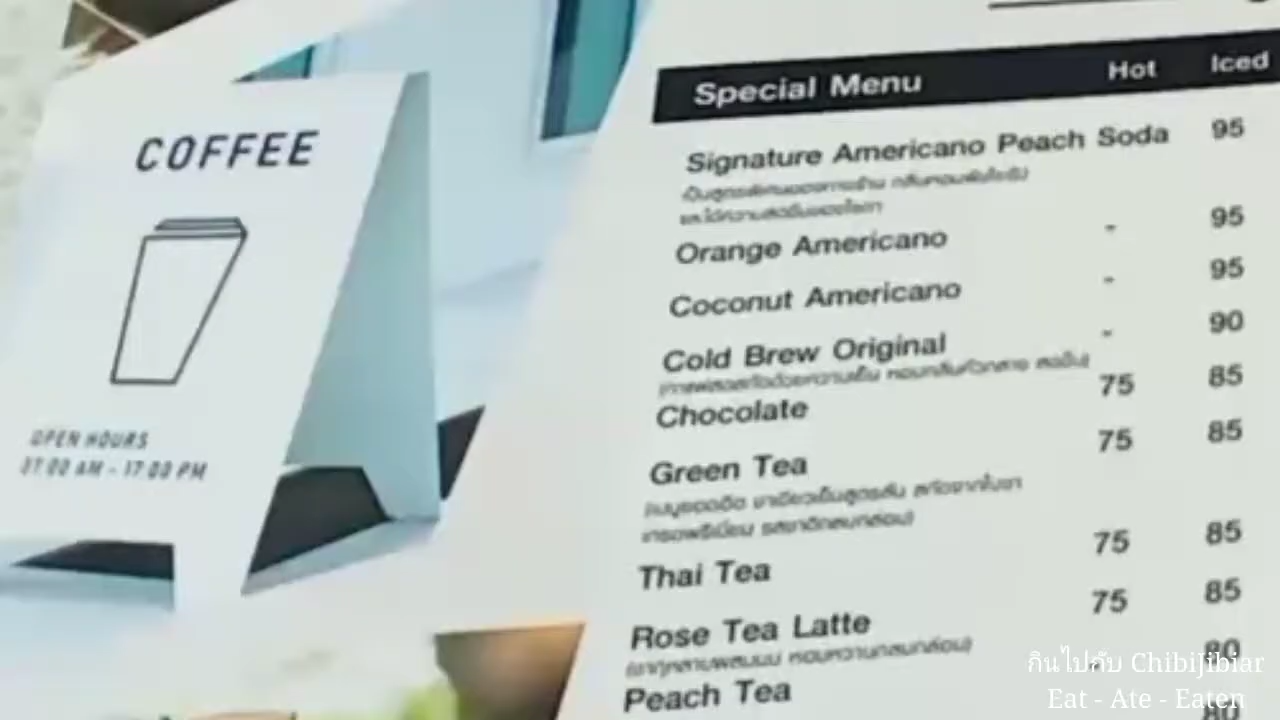 COFFEE
OPEN HOURS
07:00 AM - 17:00 PM
Special Menu Hot Iced
Signature Americano Peach Soda 95
Orange Americano - 95
Coconut Americano - 95
Cold Brew Original - 90
Chocolate 75 85
Green Tea 75 85
Thai Tea 75 85
Rose Tea Latte 75 85
Peach Tea 80
80
กินไปกับ ChibiJibiar
Eat - Ate - Eaten